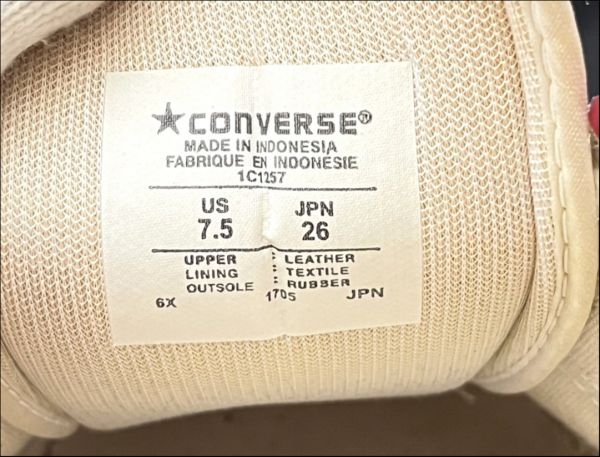 ★CONVERSE®
MADE IN INDONESIA
FABRIQUE EN INDONESIE
1C1257
US JPN
7.5 26
UPPER : LEATHER
LINING : TEXTILE
OUTSOLE : RUBBER
6X 1705 JPN